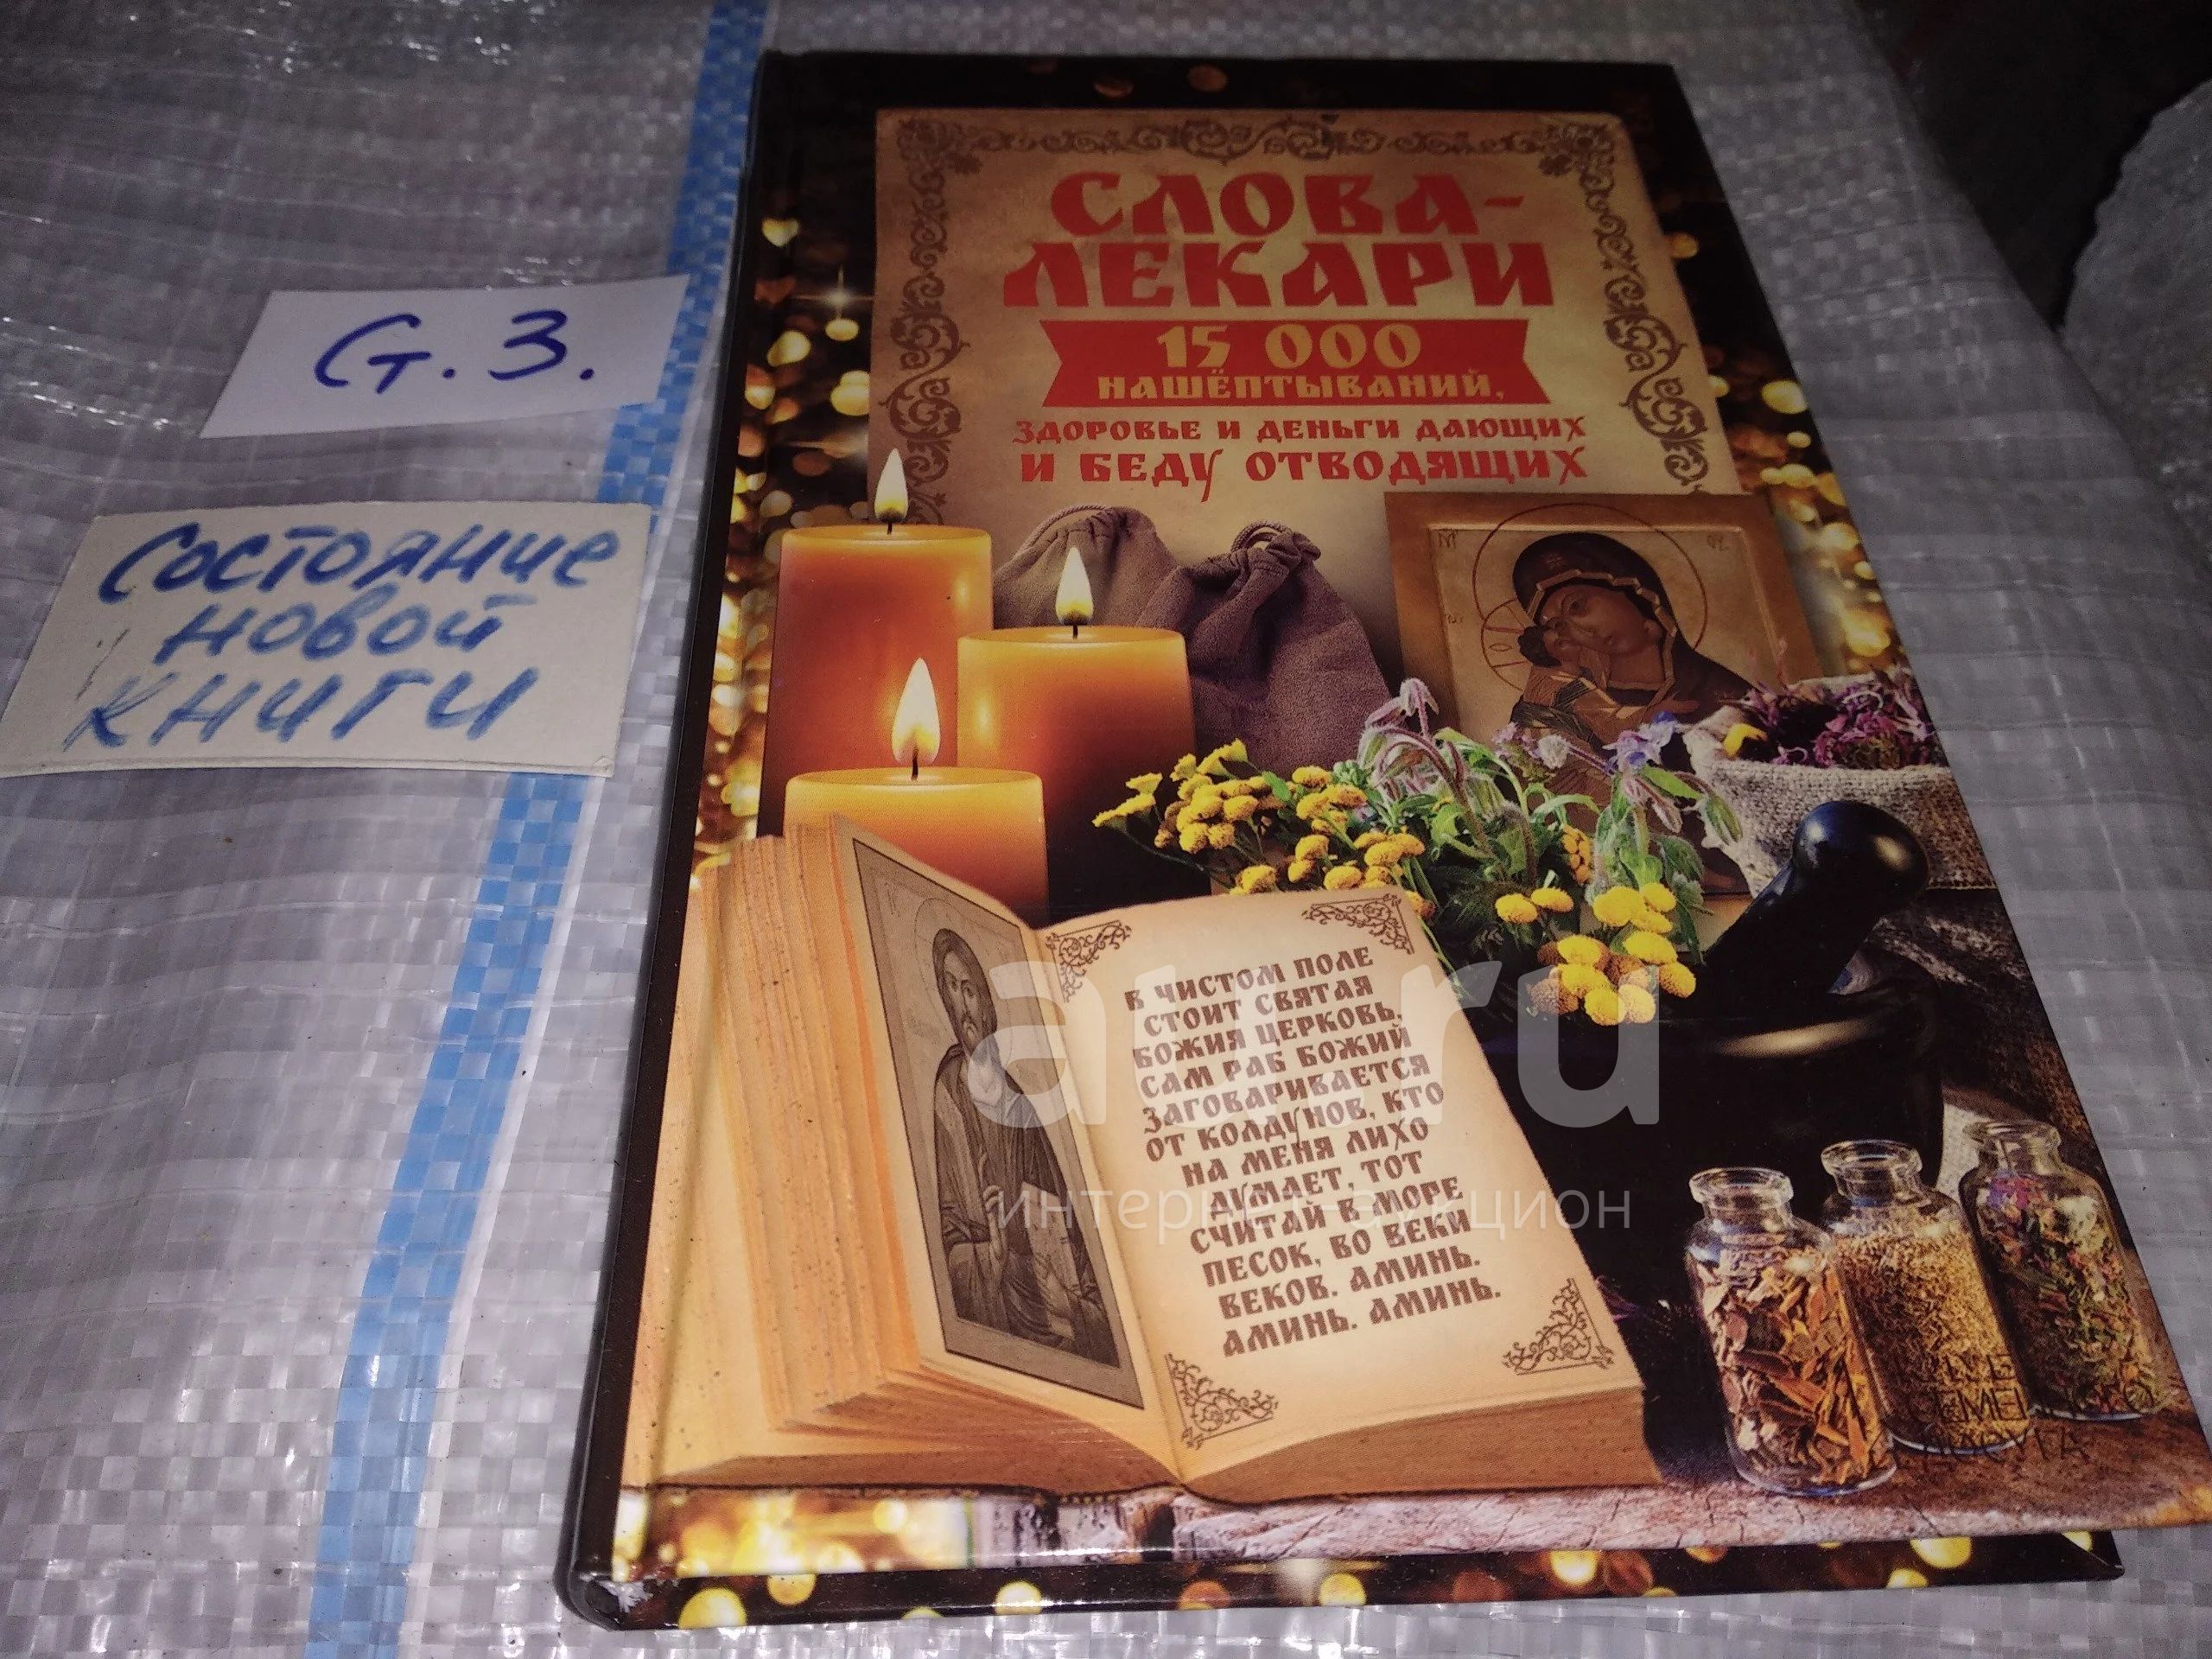 Ст. 3.
Состояние
новой
книги
СЛОВА-
ЛЕКАРИ
15 000
НАШЁПТЫВАНИЙ,
ЗДОРОВЬЕ И ДЕНЬГИ ДАЮЩИХ
И БЕДУ ОТВОДЯЩИХ
В ЧИСТОМ ПОЛЕ
СТОИТ СВЯТАЯ
БОЖИЯ ЦЕРКОВЬ,
САМ РАБ БОЖИЙ
ЗАГОВАРИВАЕТСЯ
ОТ КОЛДУНОВ, КТО
НА МЕНЯ ЛИХО
ДУМАЕТ, ТОТ
СЧИТАЙ В МОРЕ
ПЕСОК, ВО ВЕКИ
ВЕКОВ. АМИНЬ.
АМИНЬ. АМИНЬ.
au.ru
интернет-аукцион